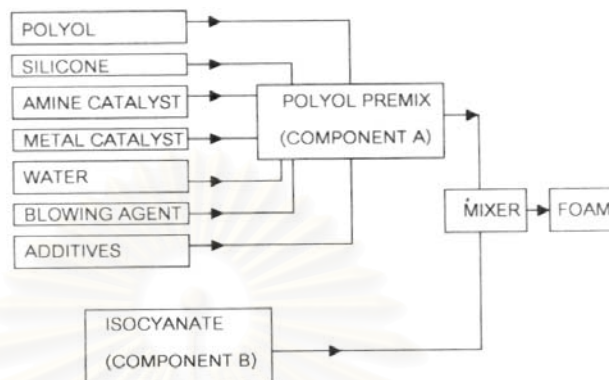 POLYOL
SILICONE
AMINE CATALYST
METAL CATALYST
WATER
BLOWING AGENT
ADDITIVES
POLYOL PREMIX
(COMPONENT A)
MIXER
FOAM
ISOCYANATE
(COMPONENT B)